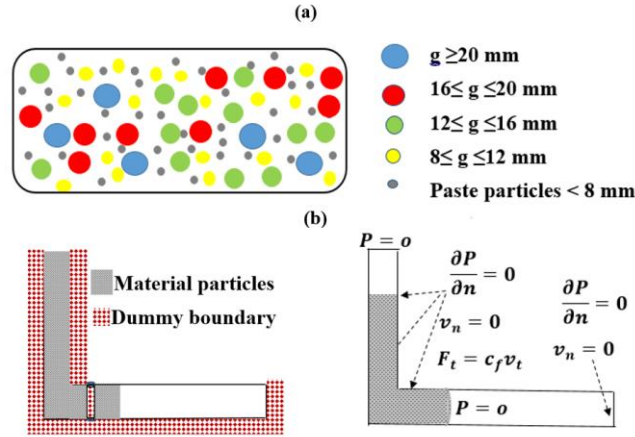 (a)
g ≥20 mm
16≤ g ≤20 mm
12≤ g ≤16 mm
8≤ g ≤12 mm
Paste particles < 8 mm
(b)
Material particles
Dummy boundary
P = o
∂P/∂n = 0
v_n = 0
F_t = c_f v_t
P = o
∂P/∂n = 0
v_n = 0